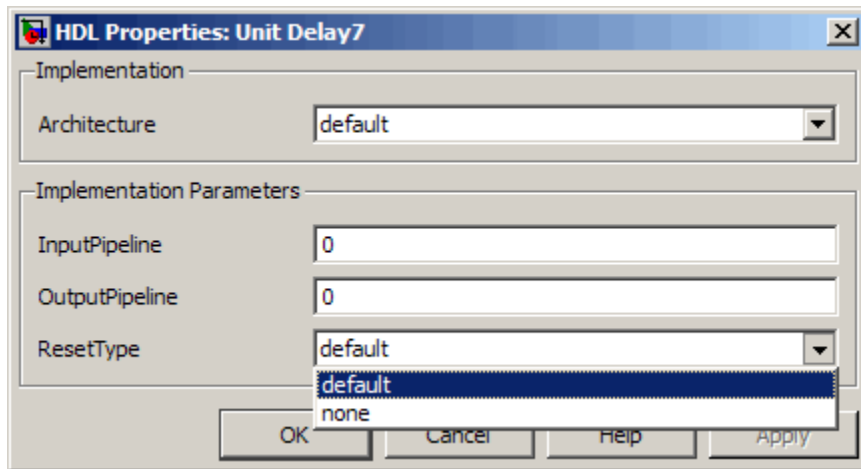 HDL Properties: Unit Delay7
Implementation
Architecture default
Implementation Parameters
InputPipeline 0
OutputPipeline 0
ResetType default
default
none
OK Cancel Help Apply